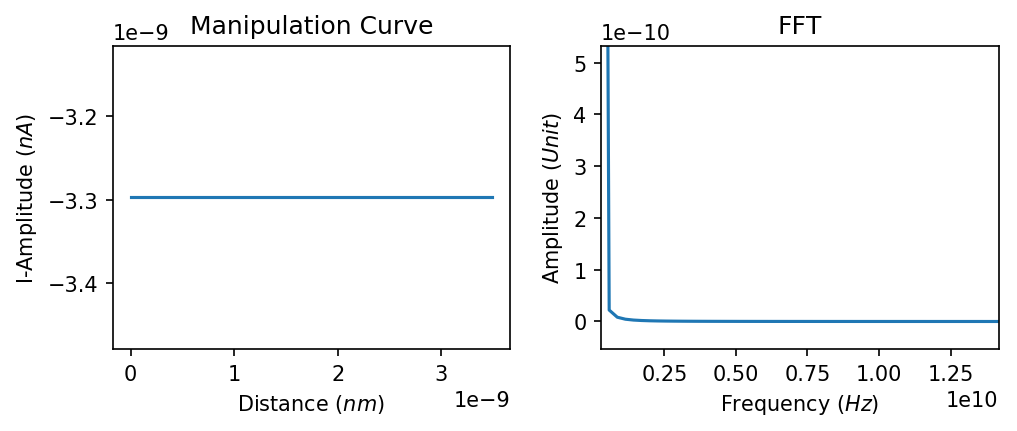 Manipulation Curve
1e−9
I-Amplitude (nA)
−3.2
−3.3
−3.4
0 1 2 3
Distance (nm)
1e−9
FFT
1e−10
Amplitude (Unit)
5
4
3
2
1
0
0.25 0.50 0.75 1.00 1.25
Frequency (Hz)
1e10